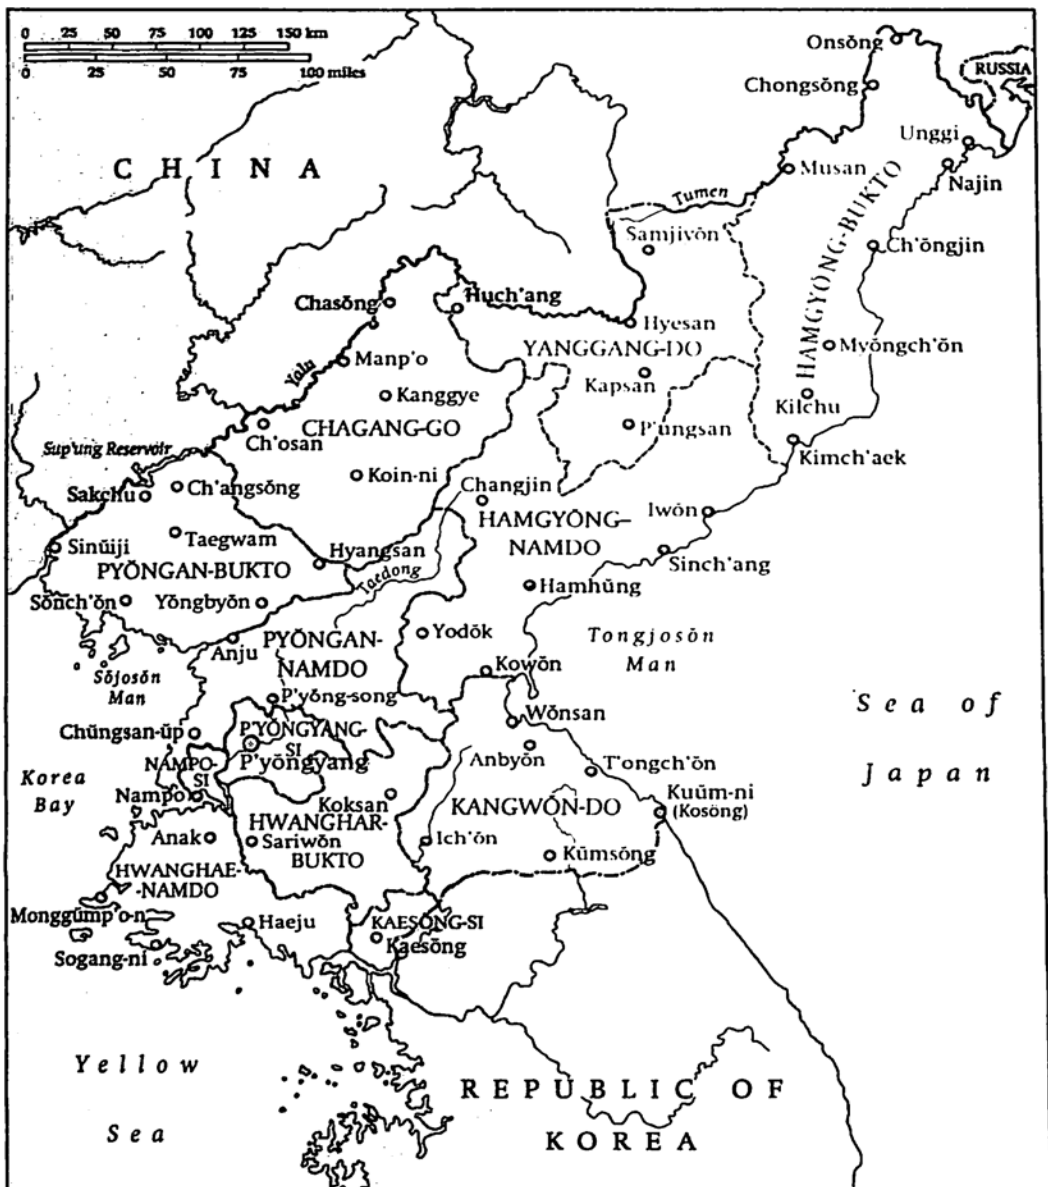 0 25 50 75 100 125 150 km
0 25 50 75 100 miles
Onsŏng
RUSSIA
Chongsŏng
Unggi
CHINA
Musan
Najin
Tumen
HAMGYŎNG-BUKTO
Samjivŏn
Ch'ŏngjin
Chasŏng
Huch'ang
Hyesan
YANGGANG-DO
Myŏngch'ŏn
Yalu
Manp'o
Kapsan
Kanggye
Kilchu
CHAGANG-GO
P'ungsan
Ch'osan
Kimch'aek
Sup'ung Reservoir
Koin-ni
Changjin
Ch'angsŏng
Sakchu
Iwŏn
HAMGYŎNG-
NAMDO
Taegwam
Sinŭiji
Hyangsan
Sinch'ang
PYŎNGAN-BUKTO
Taedong
Hamhŭng
Sŏnch'ŏn
Yŏngbyŏn
Yodŏk
Tongjosŏn
Man
Anju
PYŎNGAN-
NAMDO
Kowŏn
Sŏjosŏn
Man
P'yŏng-song
Sea of
Japan
Wŏnsan
Chŭngsan-ŭp
P'YŎNGYANG-
SI
P'yŏngyang
Anbyŏn
NAMPO-
SI
T'ongch'ŏn
Korea
Bay
Nampo
Koksan
KANGWŎN-DO
Kuŭm-ni
(Kosŏng)
HWANGHAR-
BUKTO
Anak
Sariwŏn
Ich'ŏn
Kŭmsŏng
HWANGHAE-
-NAMDO
Monggŭmp'o-n
Haeju
KAESŎNG-SI
Kaesŏng
Sogang-ni
Yellow
Sea
REPUBLIC OF
KOREA